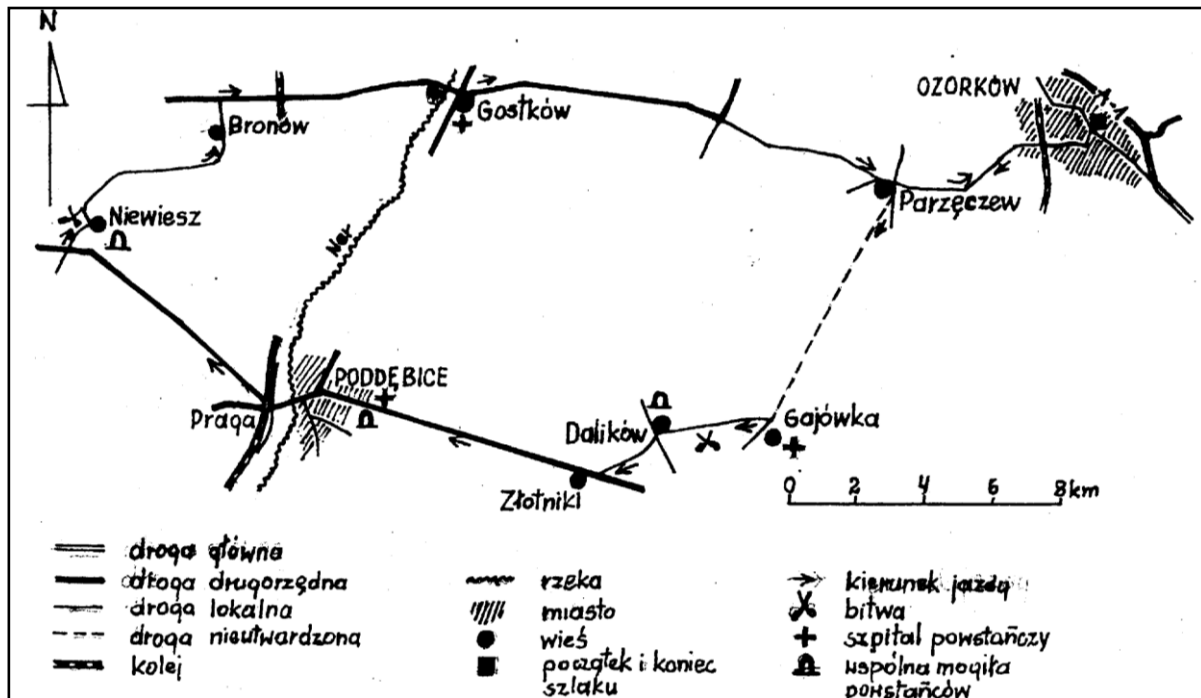 N
OZORKÓW
Gostków
Bronów
Parzęczew
Niewiesz
Ner
PODDĘBICE
Praga
Dalików
Gajówka
Złotniki
0 2 4 6 8 km
droga główna
droga drugorzędna
droga lokalna
droga nieutwardzona
kolej
rzeka
miasto
wieś
początek i koniec
szlaku
kierunek jazdy
bitwa
szpital powstańczy
wspólna mogiła
powstańców